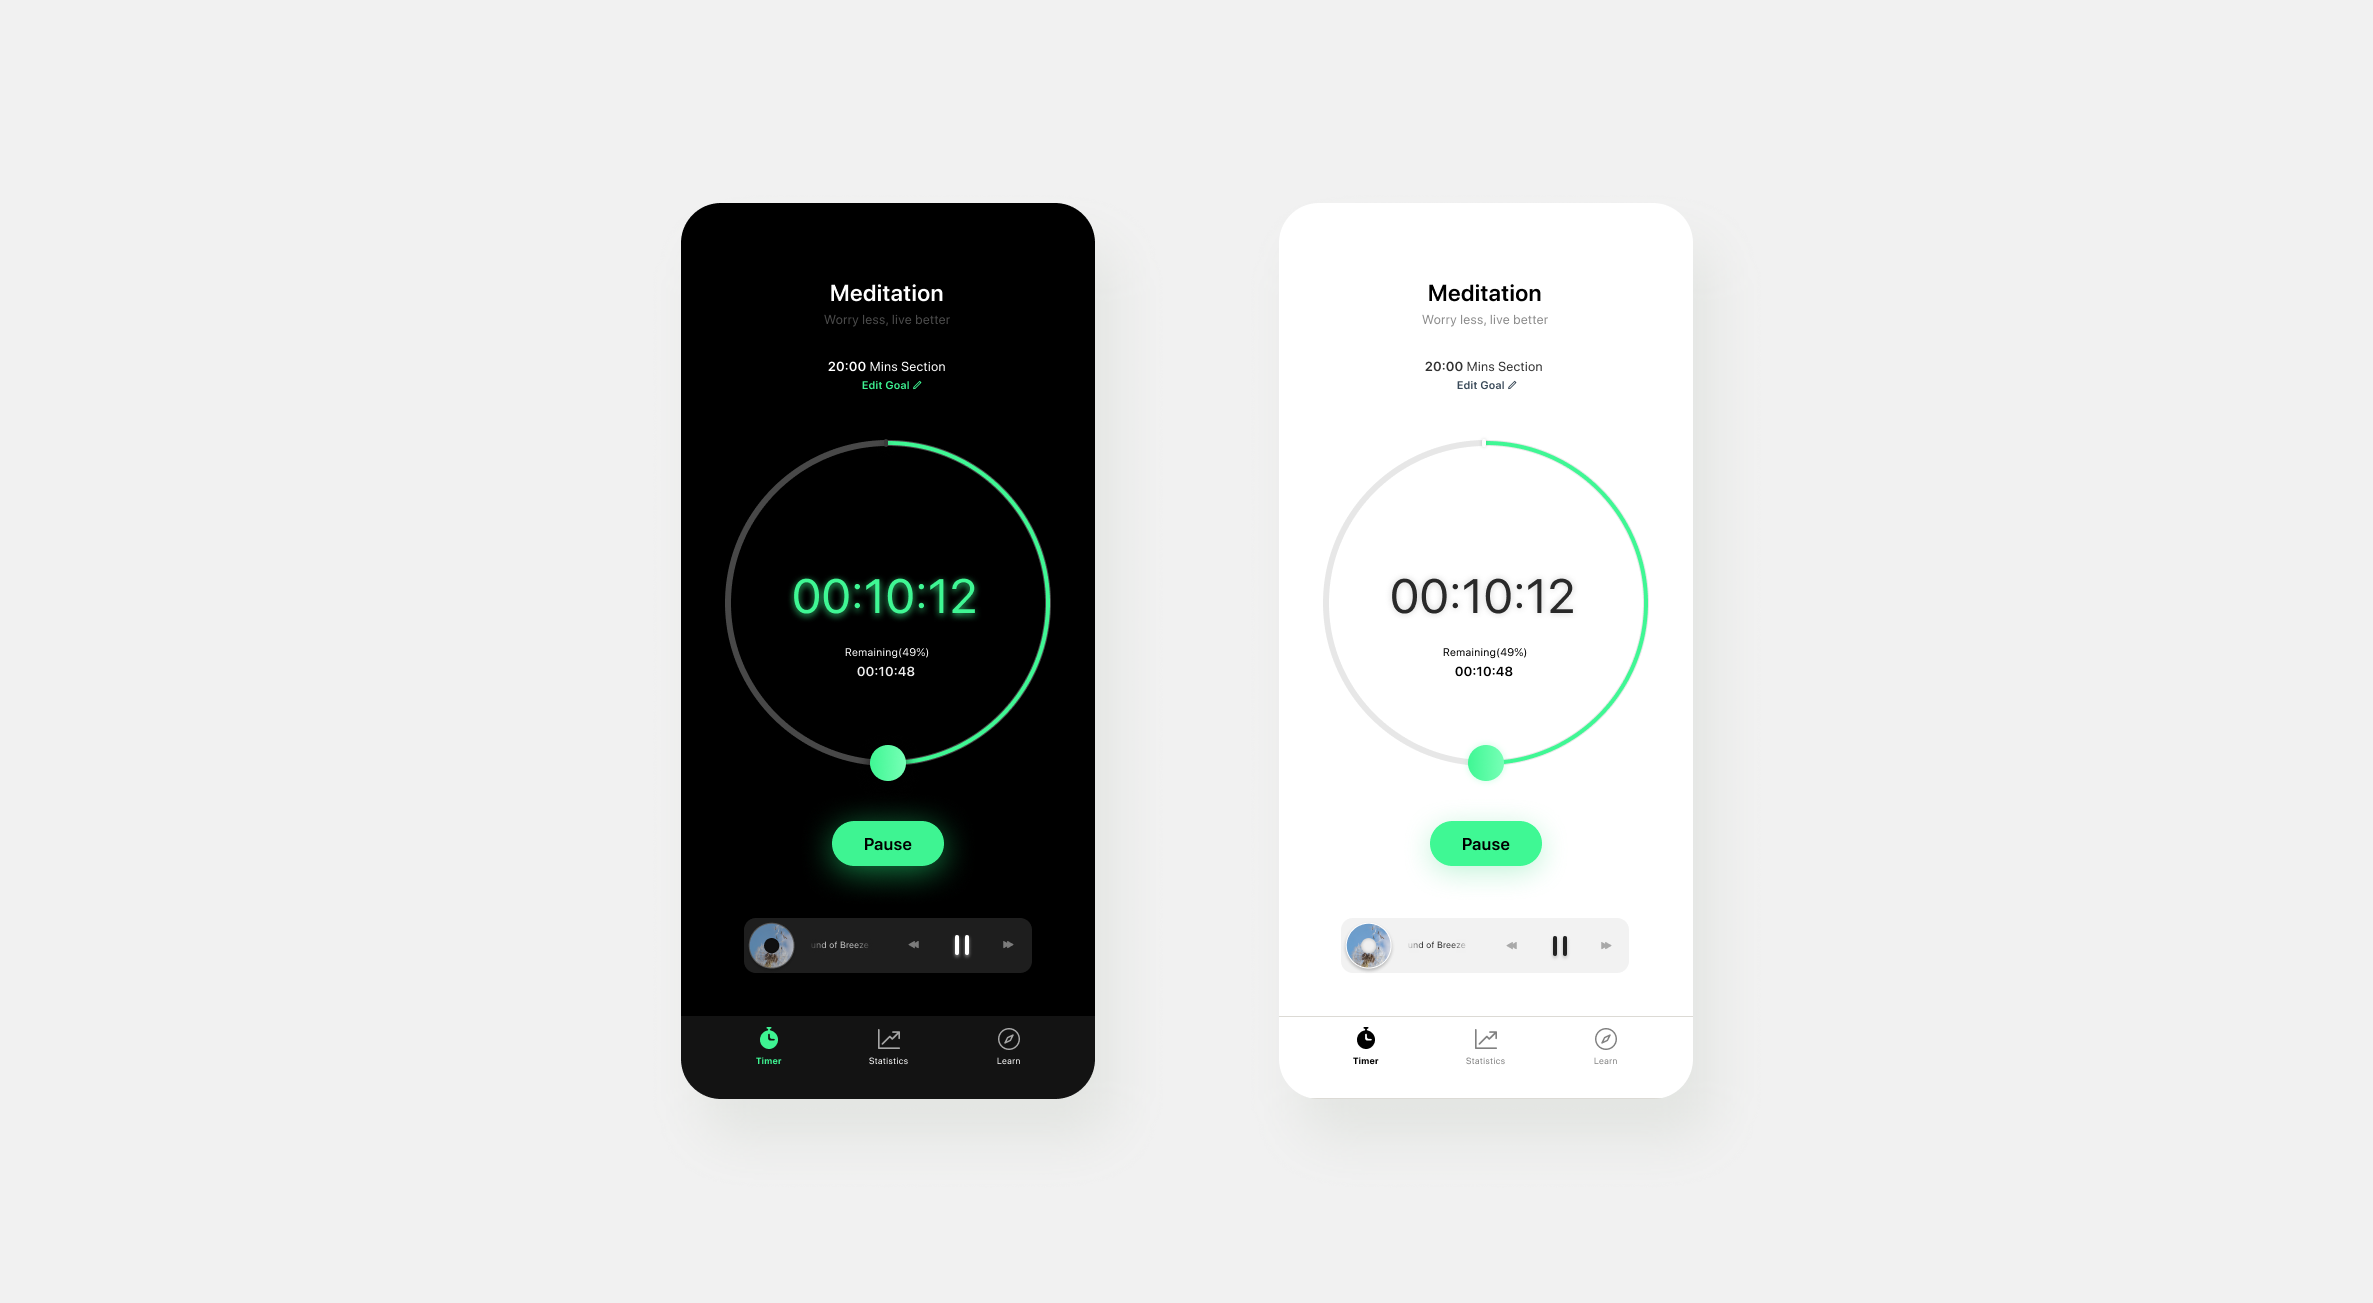 Meditation
Worry less, live better
20:00 Mins Section
Edit Goal
00:10:12
Remaining(49%)
00:10:48
Pause
und of Breeze
Timer
Statistics
Learn
Meditation
Worry less, live better
20:00 Mins Section
Edit Goal
00:10:12
Remaining(49%)
00:10:48
Pause
und of Breeze
Timer
Statistics
Learn